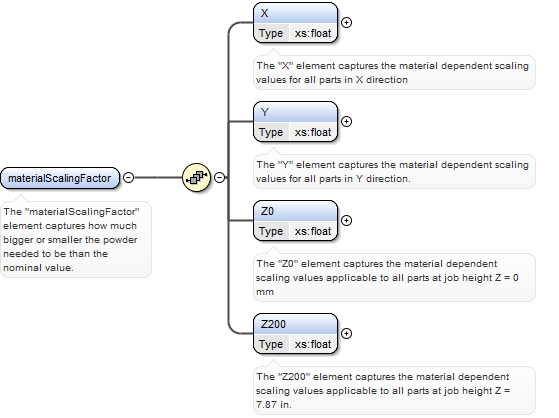 X
Type xs:float
The "X" element captures the material dependent scaling
values for all parts in X direction
Y
Type xs:float
The "Y" element captures the material dependent scaling
values for all parts in Y direction.
materialScalingFactor
The "materialScalingFactor"
element captures how much
bigger or smaller the powder
needed to be than the
nominal value.
Z0
Type xs:float
The "Z0" element captures the material dependent
scaling values applicable to all parts at job height Z = 0
mm
Z200
Type xs:float
The "Z200" element captures the material dependent
scaling values applicable to all parts at job height Z =
7.87 in.